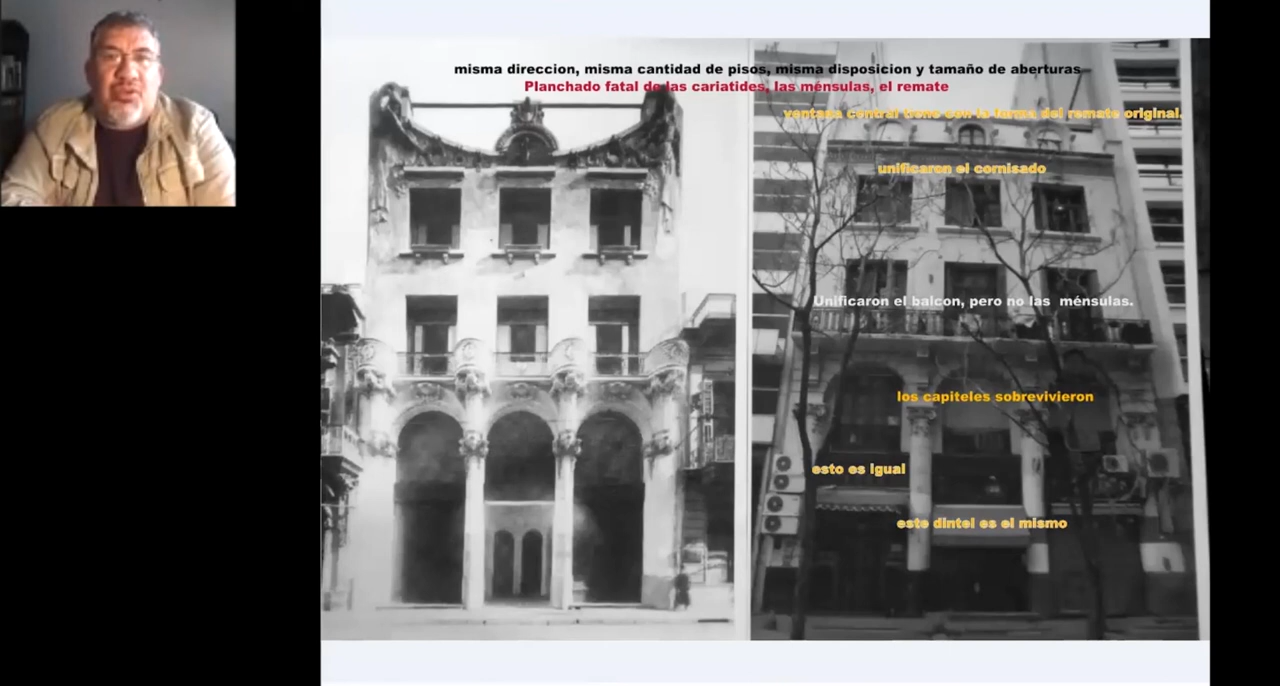 misma direccion, misma cantidad de pisos, misma disposicion y tamaño de aberturas
Planchado fatal de las cariatides, las ménsulas, el remate
ventana central trene con la forma del remate original.
unificaron el cornisado
Unificaron el balcon, pero no las ménsulas.
los capiteles sobrevivieron
esto es igual
este dintel es el mismo